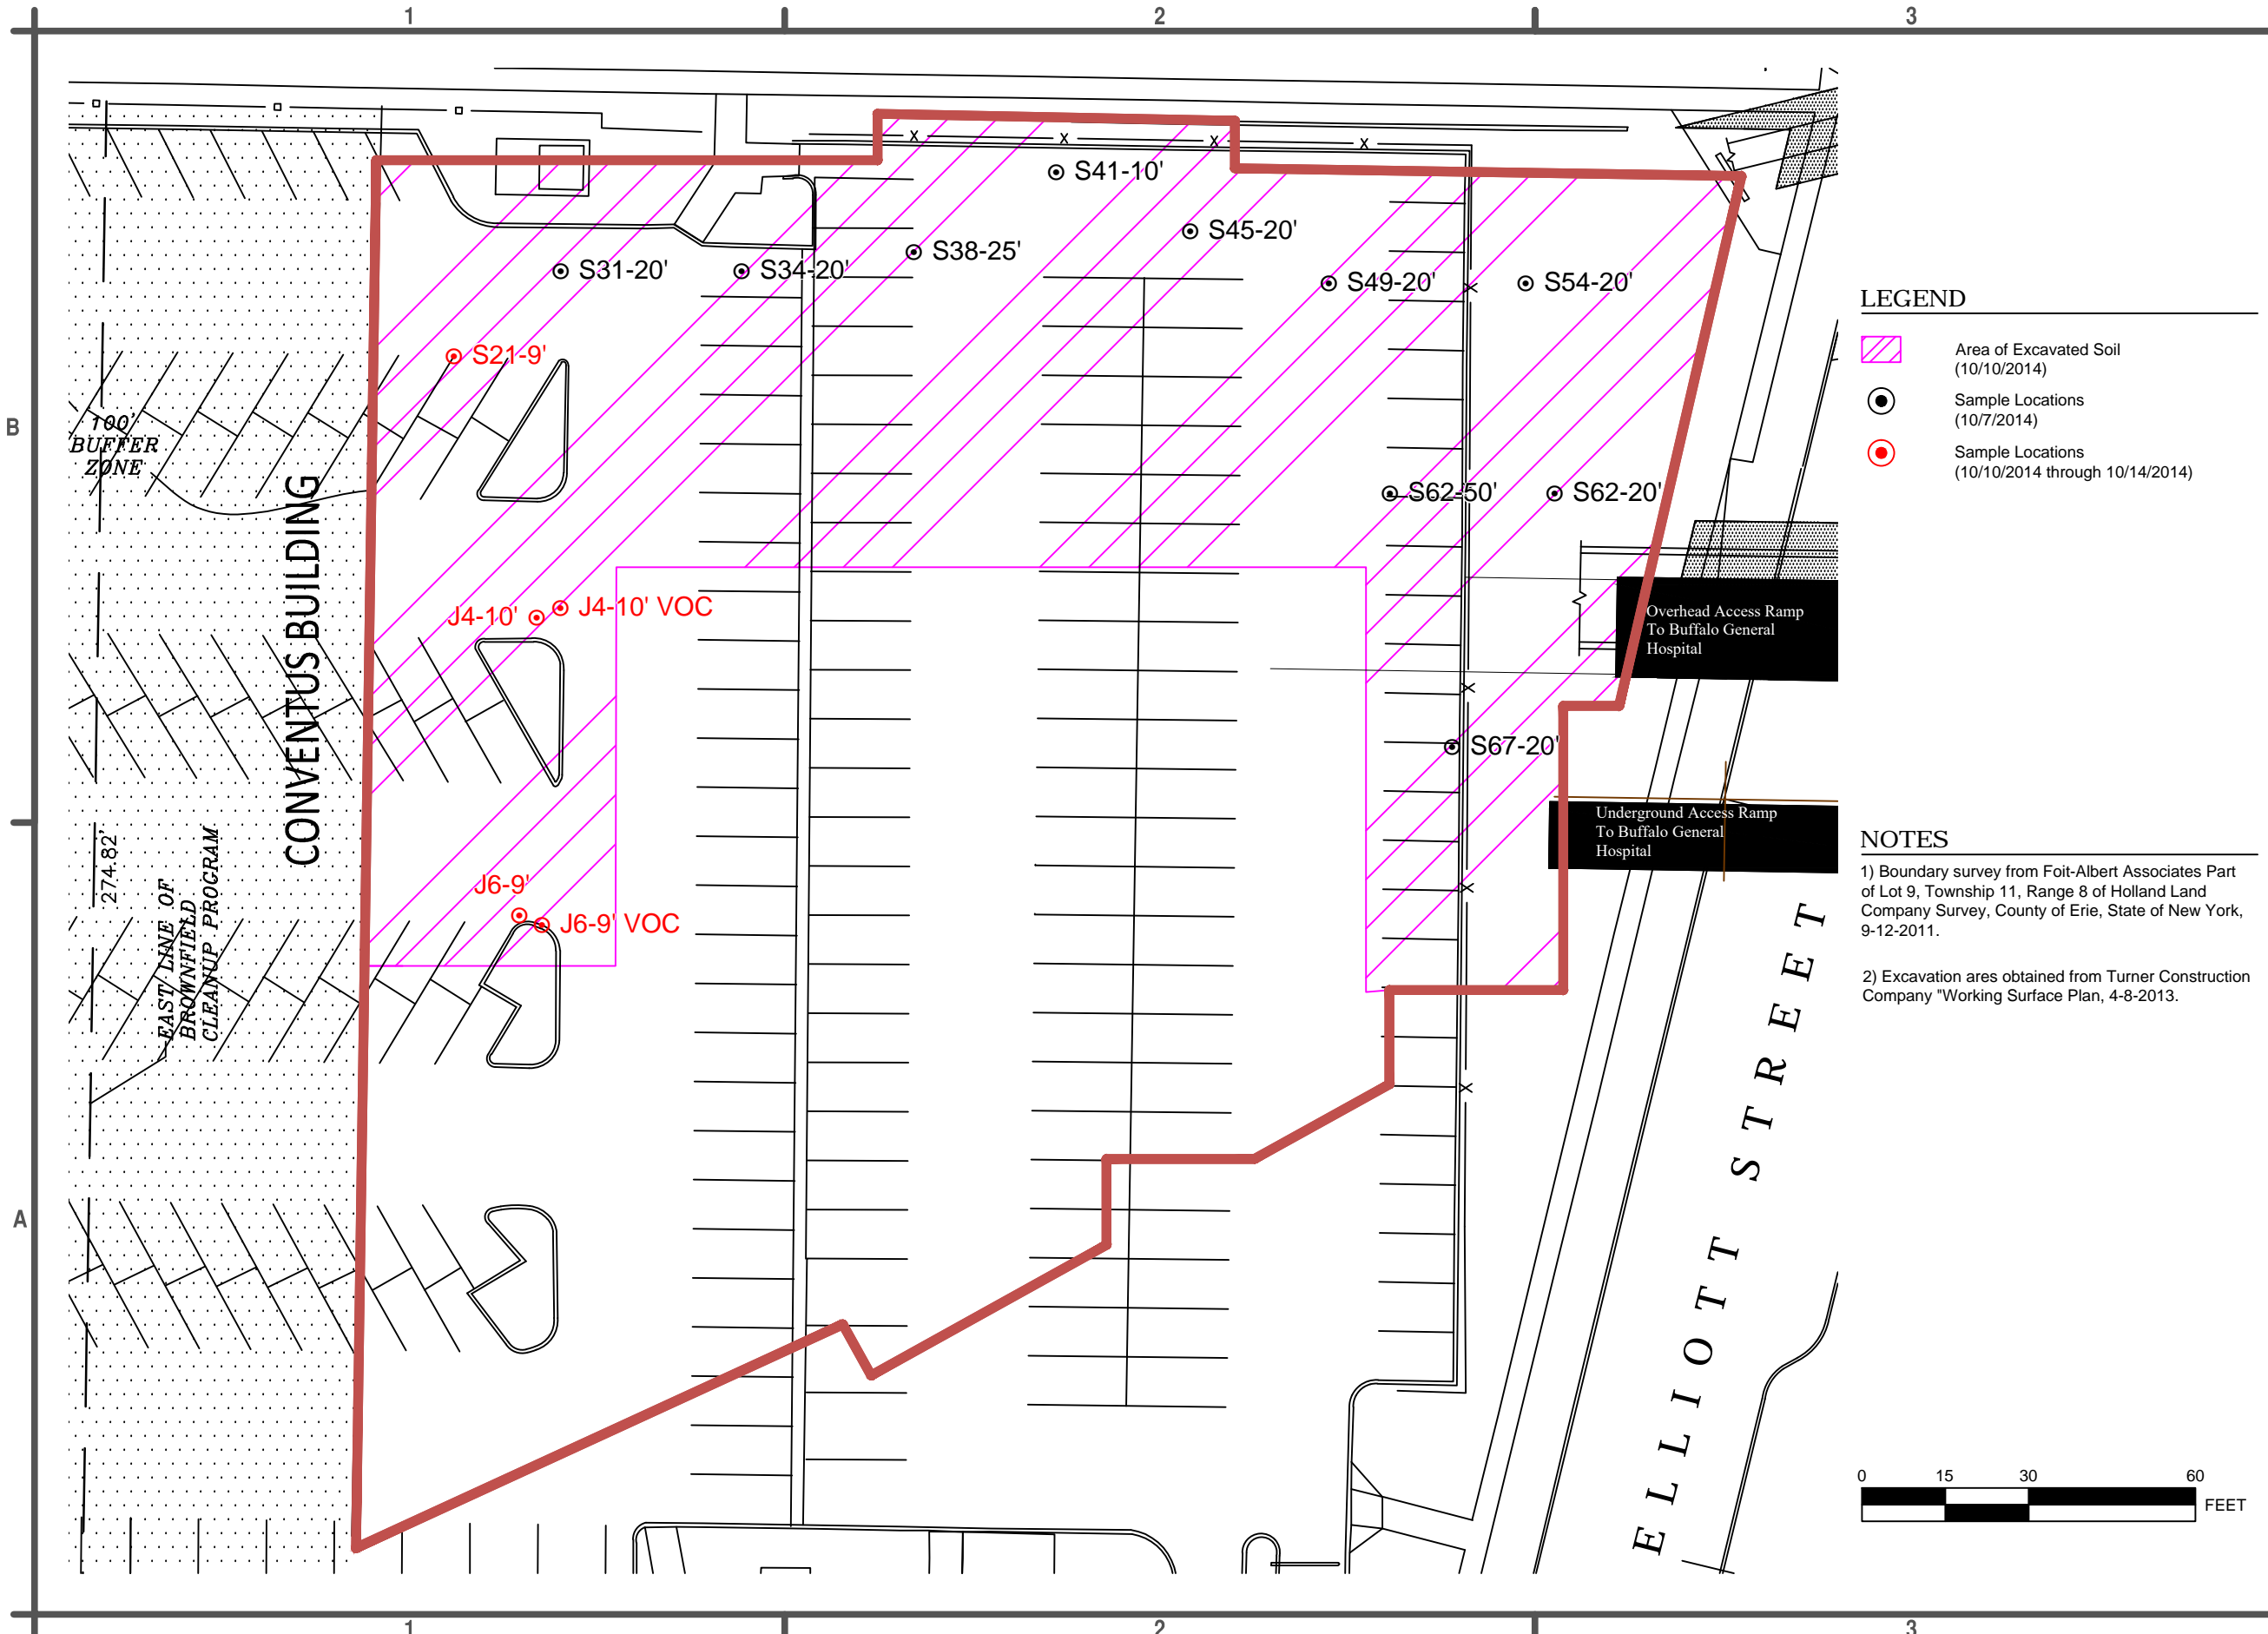 1
2
3
S41-10'
S45-20'
S38-25'
S31-20'
S34-20'
S49-20'
S54-20'
S21-9'
B
100'
BUFFER
ZONE
S62-50'
S62-20'
CONVENTUS BUILDING
J4-10'
J4-10' VOC
Overhead Access Ramp
To Buffalo General
Hospital
S67-20'
Underground Access Ramp
To Buffalo General
Hospital
274.82'
EAST LINE OF
BROWNFIELD
CLEANUP PROGRAM
J6-9'
J6-9' VOC
A
ELLIOTT STREET
LEGEND
Area of Excavated Soil
(10/10/2014)
Sample Locations
(10/7/2014)
Sample Locations
(10/10/2014 through 10/14/2014)
NOTES
1) Boundary survey from Foit-Albert Associates Part
of Lot 9, Township 11, Range 8 of Holland Land
Company Survey, County of Erie, State of New York,
9-12-2011.
2) Excavation ares obtained from Turner Construction
Company "Working Surface Plan, 4-8-2013.
0 15 30 60
FEET
1
2
3